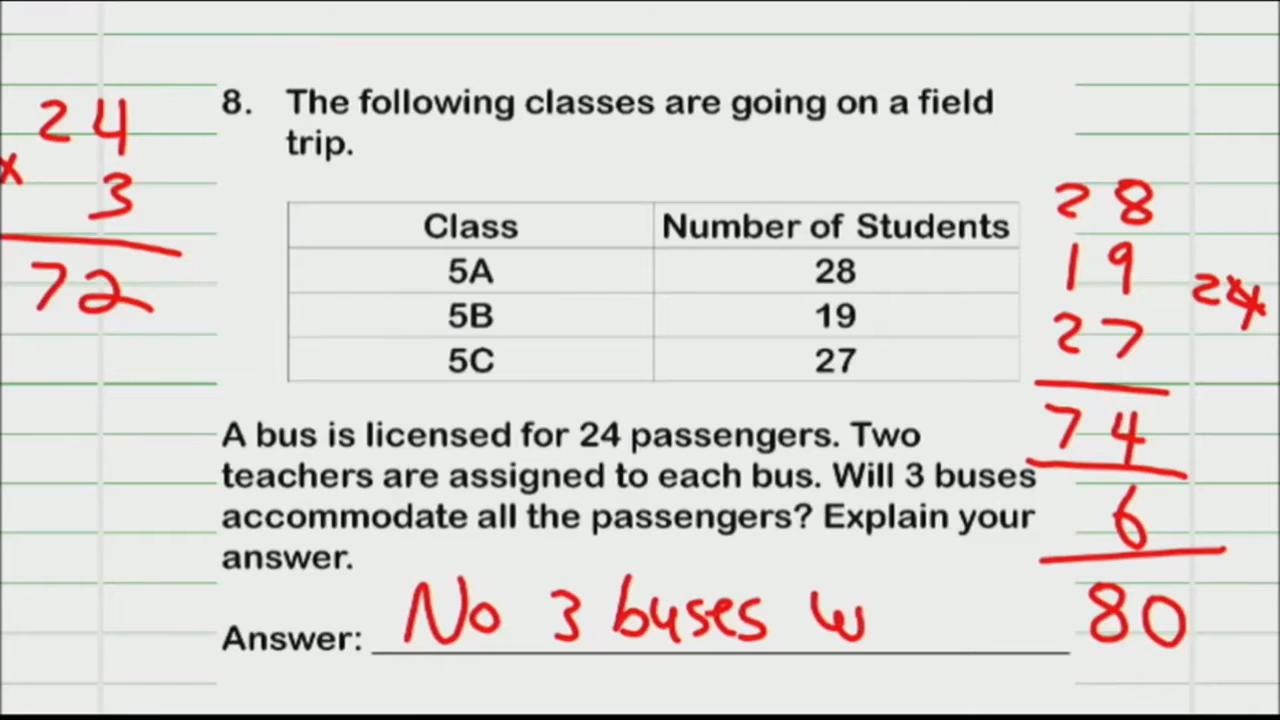 8. The following classes are going on a field
trip.
Class Number of Students
5A 28
5B 19
5C 27
A bus is licensed for 24 passengers. Two
teachers are assigned to each bus. Will 3 buses
accommodate all the passengers? Explain your
answer.
Answer: No 3 buses w
24
x 3
72
28
19
27
74
6
80
24